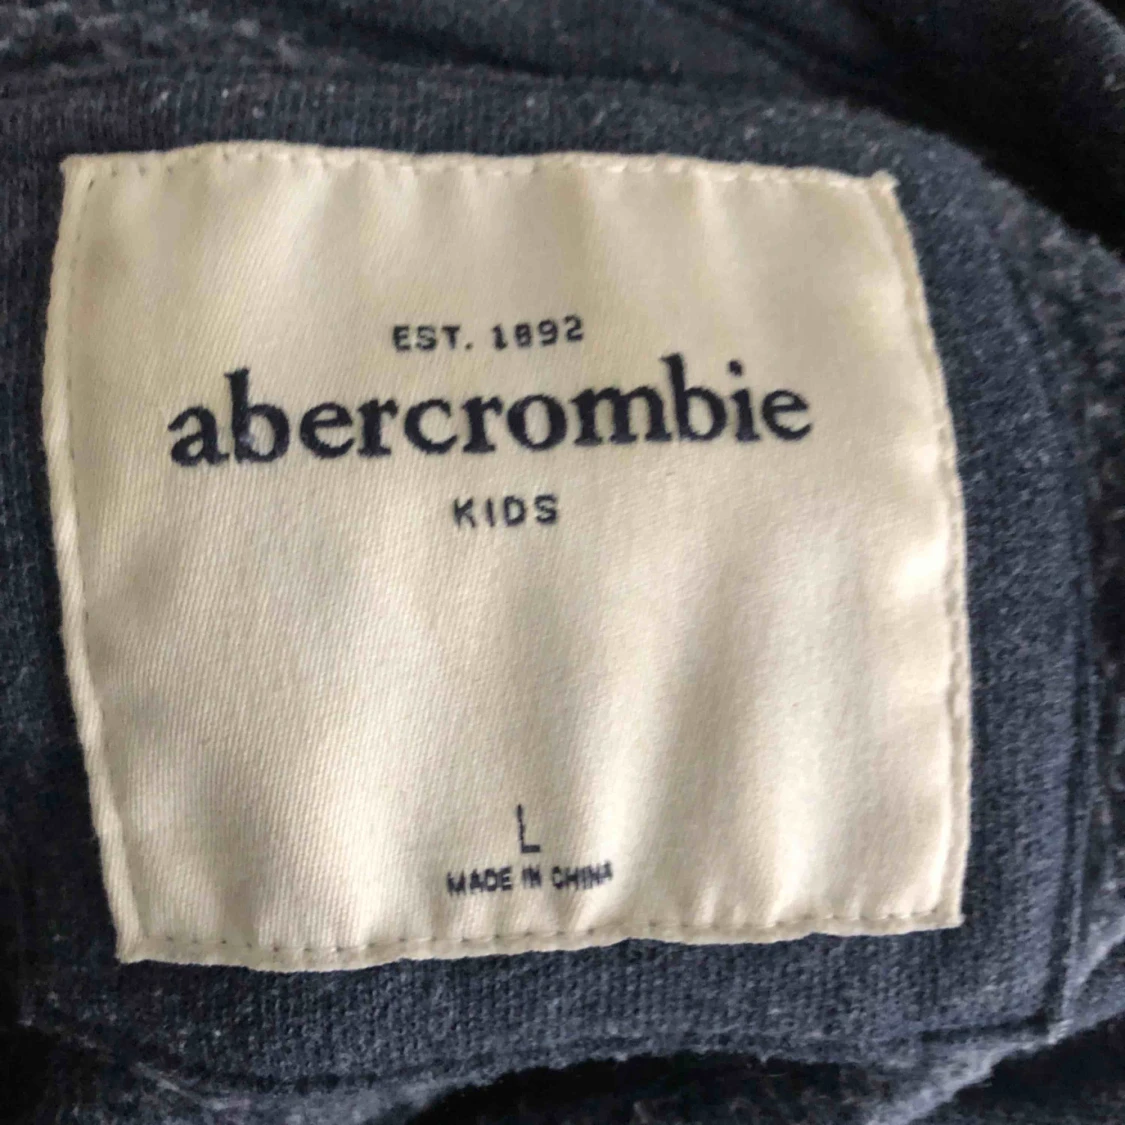 EST. 1892
abercrombie
KIDS
L
MADE IN CHINA